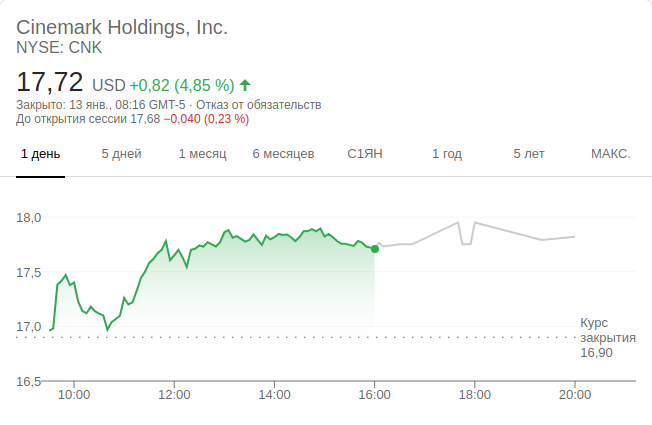 Cinemark Holdings, Inc.
NYSE: CNK
17,72 USD +0,82 (4,85 %)
Закрыто: 13 янв., 08:16 GMT-5 · Отказ от обязательств
До открытия сессии 17,68 −0,040 (0,23 %)
1 день 5 дней 1 месяц 6 месяцев С1ЯН 1 год 5 лет МАКС.
18,0
17,5
17,0
Курс
закрытия
16,90
16,5
10:00 12:00 14:00 16:00 18:00 20:00